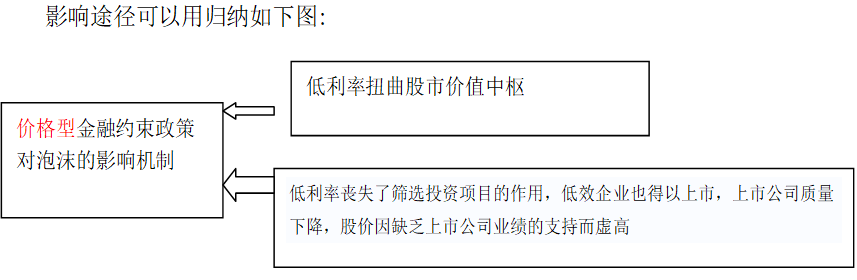 影响途径可以用归纳如下图:
低利率扭曲股市价值中枢
价格型金融约束政策
对泡沫的影响机制
低利率丧失了筛选投资项目的作用，低效企业也得以上市，上市公司质量
下降，股价因缺乏上市公司业绩的支持而虚高